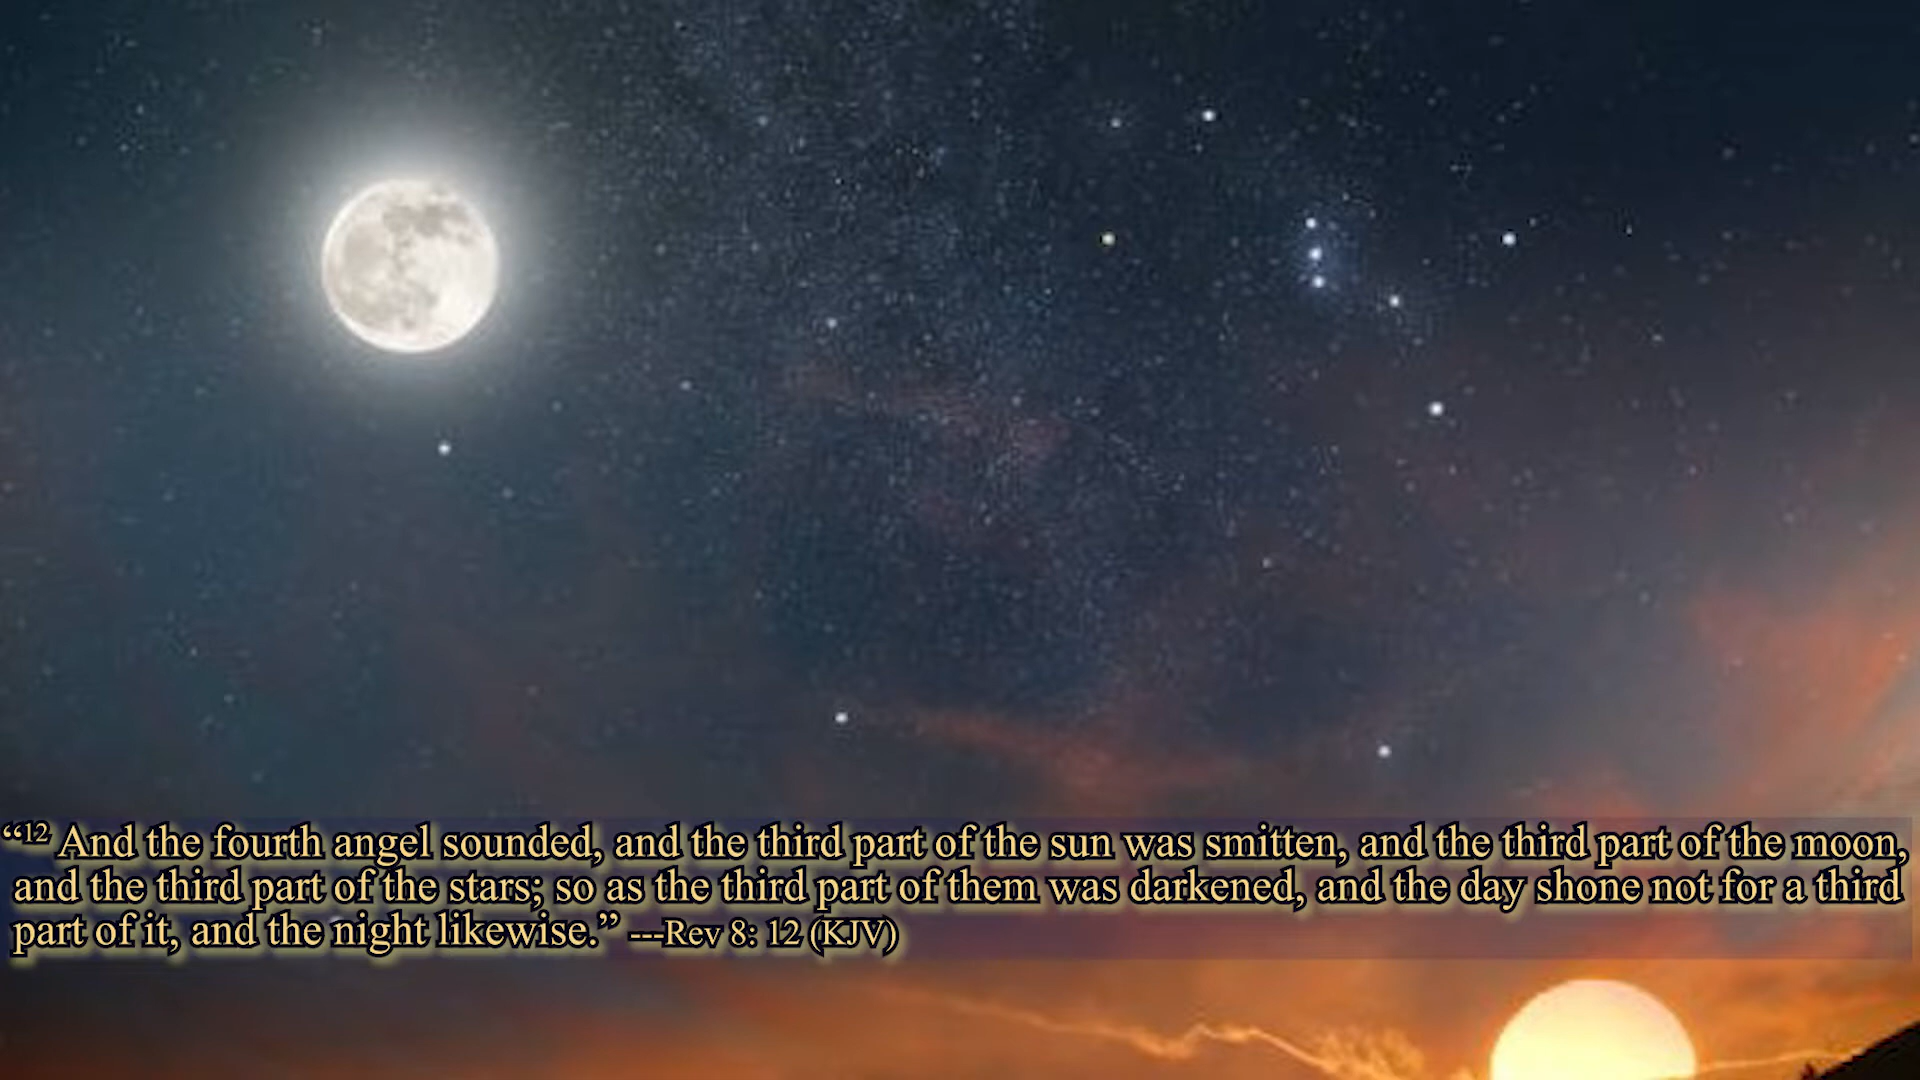 “12 And the fourth angel sounded, and the third part of the sun was smitten, and the third part of the moon,
and the third part of the stars; so as the third part of them was darkened, and the day shone not for a third
part of it, and the night likewise.” ---Rev 8: 12 (KJV)